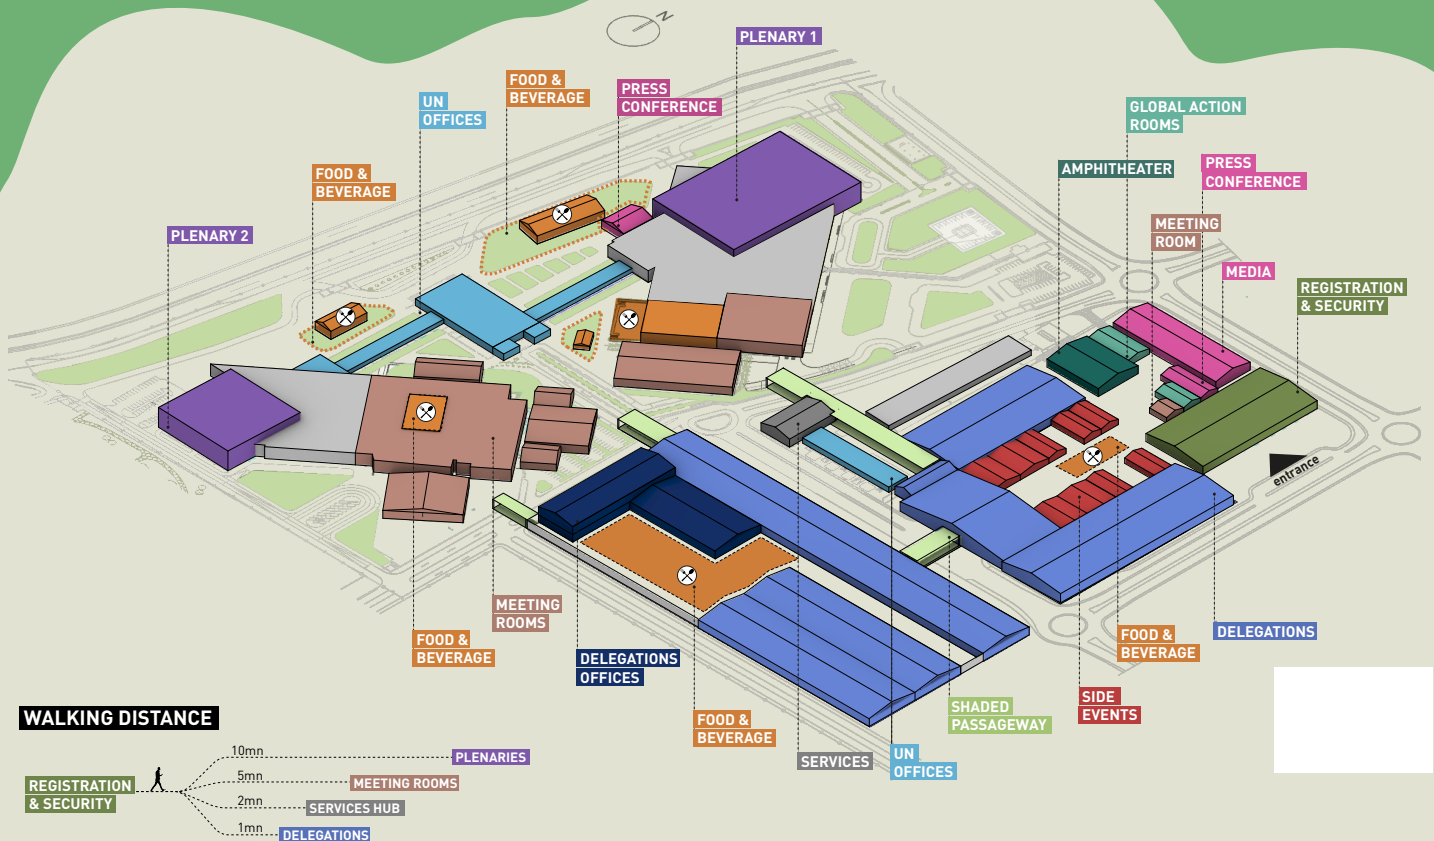 N
PLENARY 1
FOOD &
BEVERAGE
PRESS
CONFERENCE
UN
OFFICES
GLOBAL ACTION
ROOMS
AMPHITHEATER
PRESS
CONFERENCE
FOOD &
BEVERAGE
MEETING
ROOM
PLENARY 2
MEDIA
REGISTRATION
& SECURITY
entrance
MEETING
ROOMS
FOOD &
BEVERAGE
DELEGATIONS
OFFICES
FOOD &
BEVERAGE
DELEGATIONS
SIDE
EVENTS
SHADED
PASSAGEWAY
FOOD &
BEVERAGE
SERVICES
UN
OFFICES
WALKING DISTANCE
REGISTRATION
& SECURITY
10mn PLENARIES
5mn MEETING ROOMS
2mn SERVICES HUB
1mn DELEGATIONS